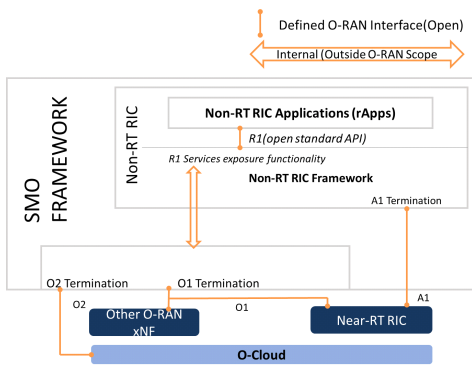 Defined O-RAN Interface(Open)
Internal (Outside O-RAN Scope
SMO
FRAMEWORK
Non-RT RIC
Non-RT RIC Applications (rApps)
R1(open standard API)
R1 Services exposure functionality
Non-RT RIC Framework
A1 Termination
O2 Termination
O1 Termination
O2
Other O-RAN
xNF
O1
Near-RT RIC
A1
O-Cloud